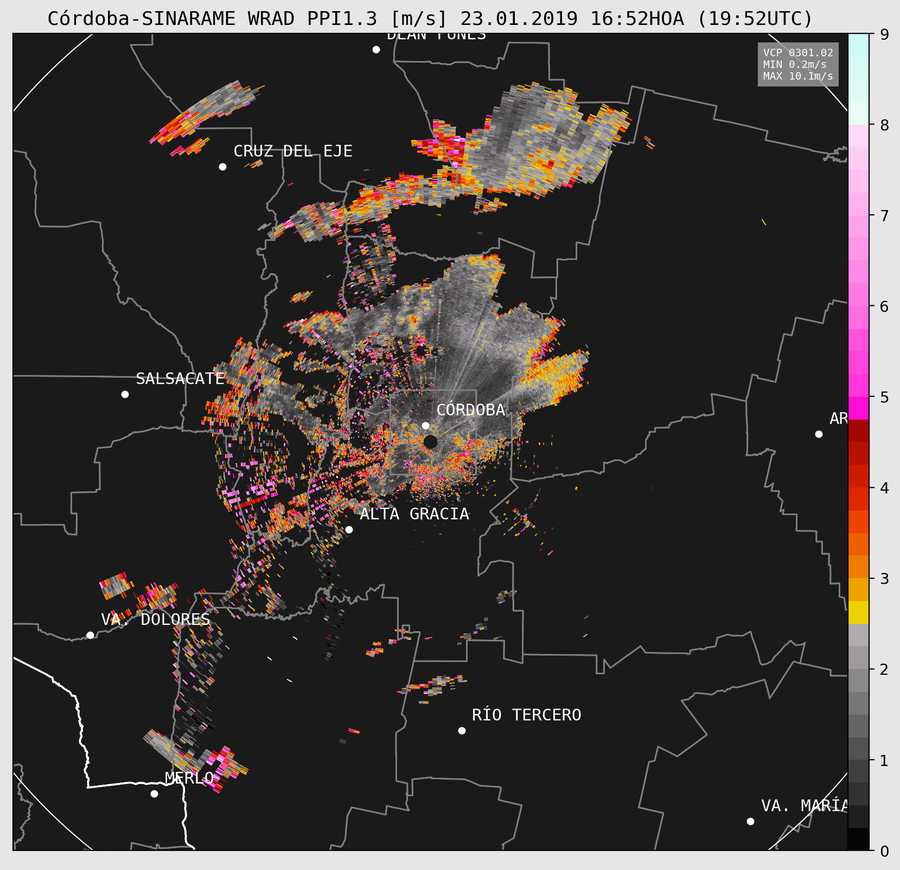 Córdoba-SINARAME WRAD PPI1.3 [m/s] 23.01.2019 16:52HOA (19:52UTC)
DEAN FUNES
VCP 0301.02
MIN 0.2m/s
MAX 10.1m/s
CRUZ DEL EJE
SALSACATE
CÓRDOBA
AR
ALTA GRACIA
VA. DOLORES
RÍO TERCERO
MERLO
VA. MARÍA
9
8
7
6
5
4
3
2
1
0